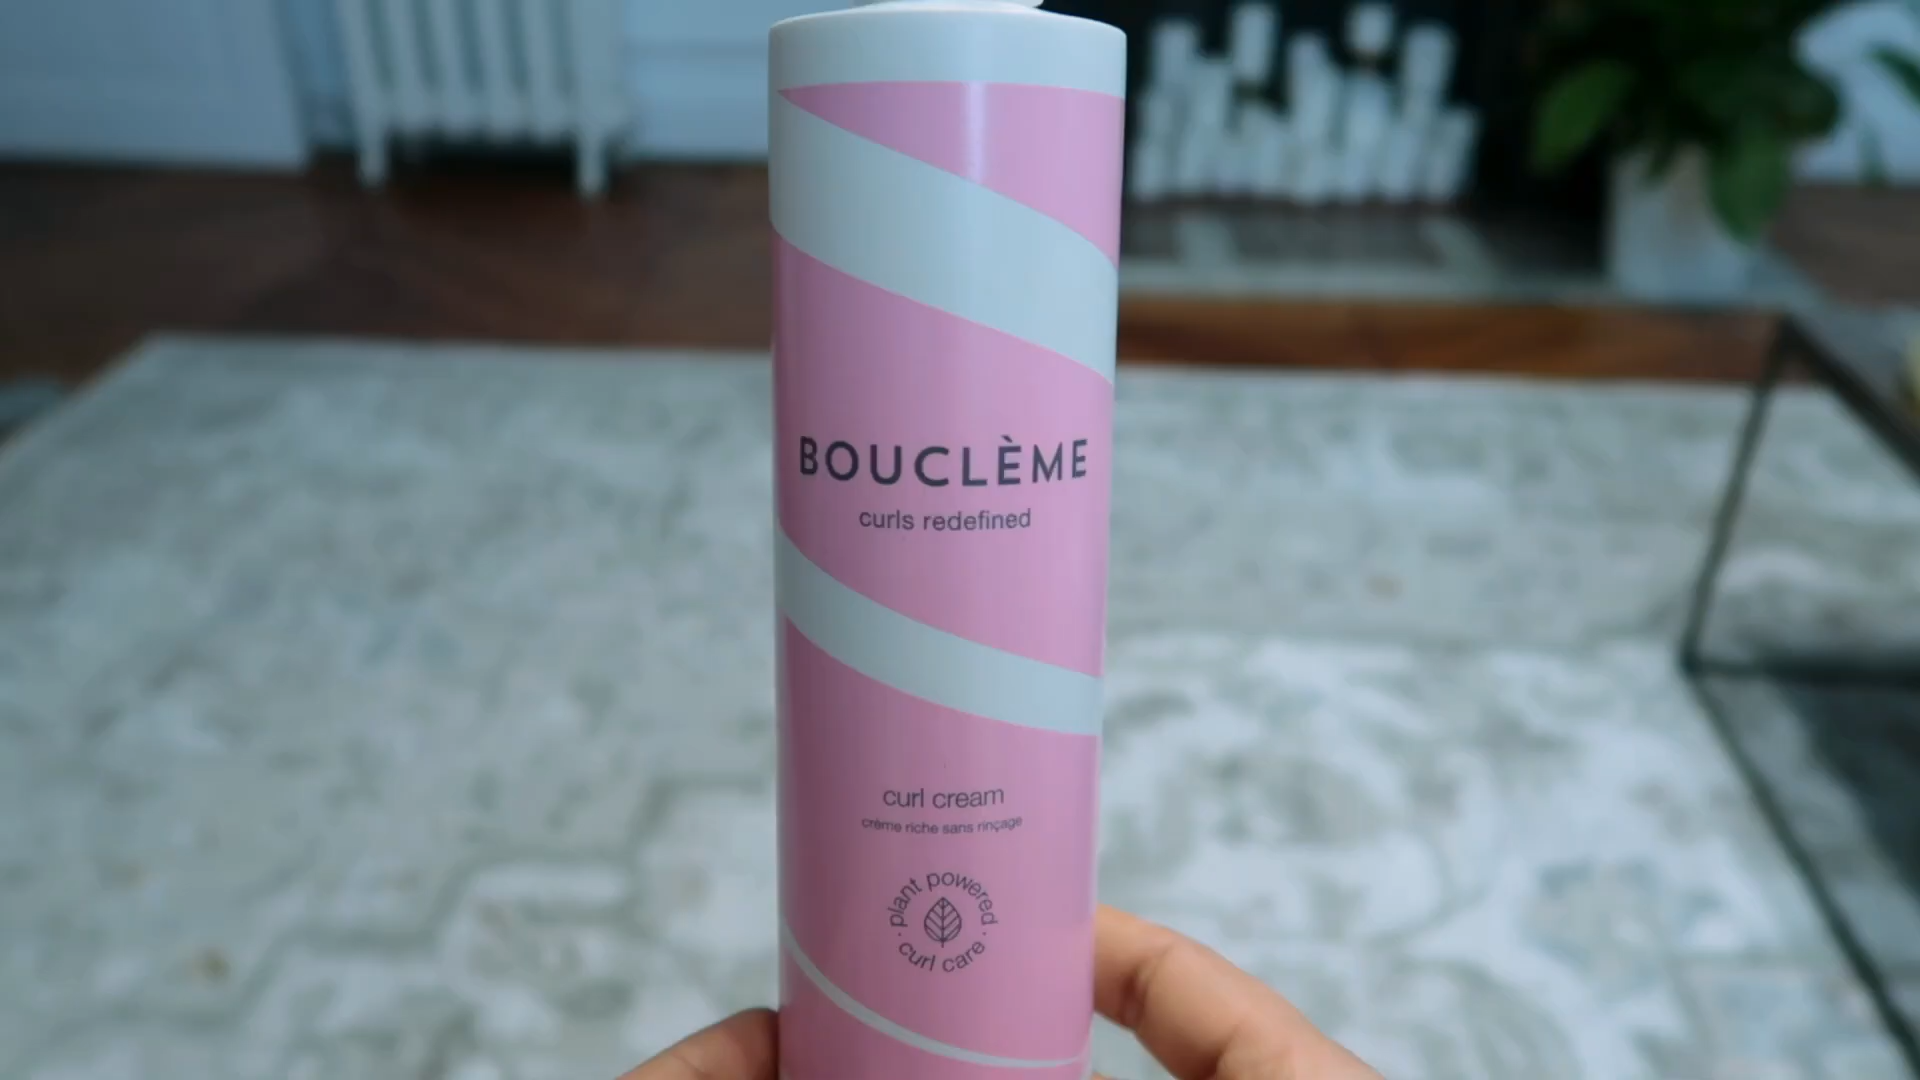 BOUCLÈME
curls redefined
curl cream
crème riche sans rinçage
plant powered
· curl care ·